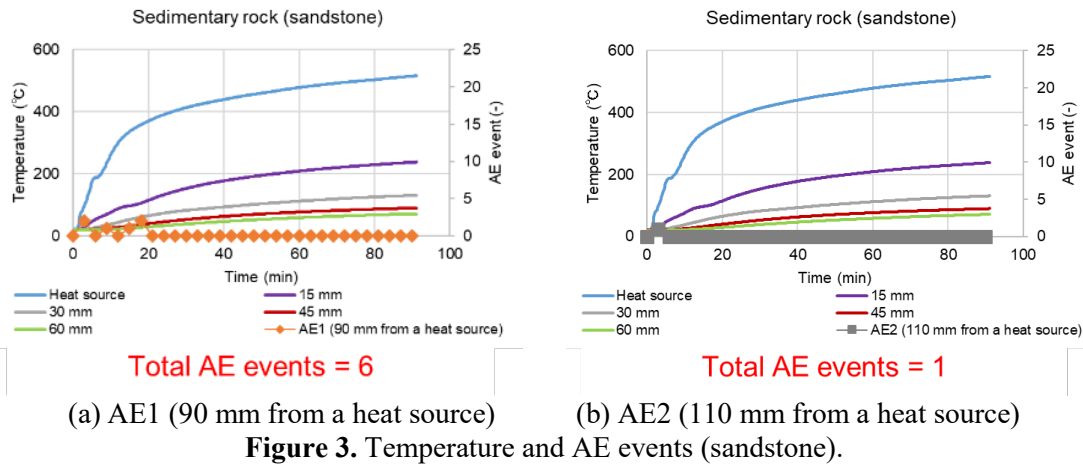 Sedimentary rock (sandstone)
600
400
200
0
25
20
15
10
5
0
0 20 40 60 80 100
Temperature (℃)
AE event (-)
Time (min)
Heat source
15 mm
30 mm
45 mm
60 mm
AE1 (90 mm from a heat source)
Total AE events = 6
(a) AE1 (90 mm from a heat source)
Sedimentary rock (sandstone)
600
400
200
0
25
20
15
10
5
0
0 20 40 60 80 100
Temperature (℃)
AE event (-)
Time (min)
Heat source
15 mm
30 mm
45 mm
60 mm
AE2 (110 mm from a heat source)
Total AE events = 1
(b) AE2 (110 mm from a heat source)
Figure 3. Temperature and AE events (sandstone).